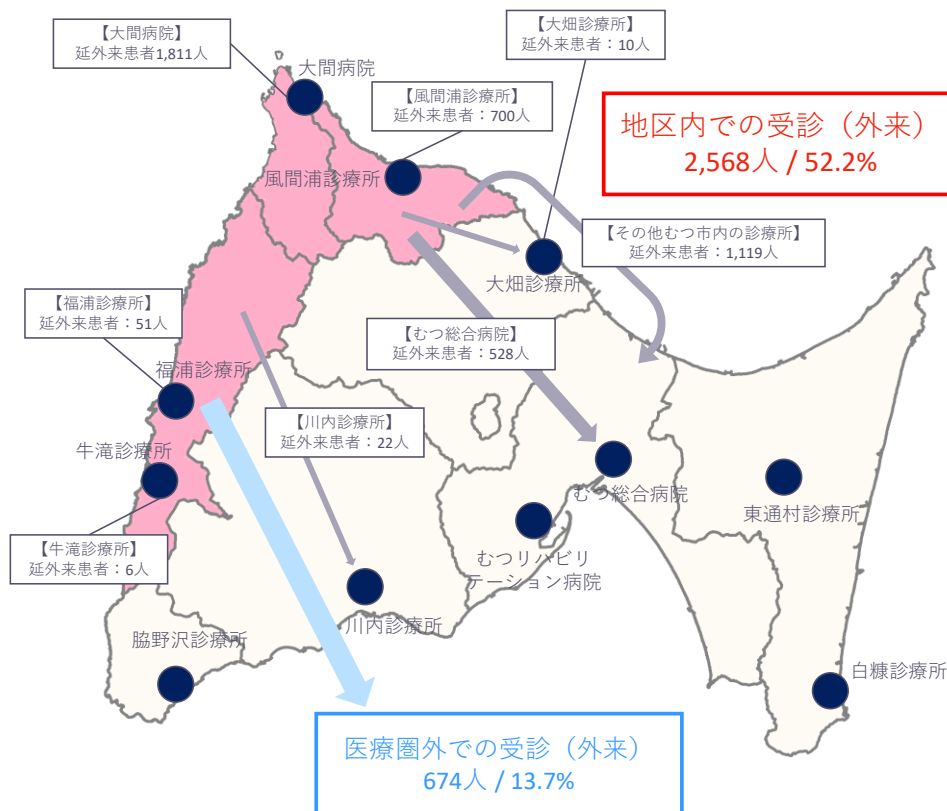 【大間病院】
延外来患者1,811人
大間病院
【大畑診療所】
延外来患者：10人
【風間浦診療所】
延外来患者：700人
風間浦診療所
地区内での受診（外来）
2,568人 / 52.2%
【その他むつ市内の診療所】
延外来患者：1,119人
大畑診療所
【福浦診療所】
延外来患者：51人
福浦診療所
【むつ総合病院】
延外来患者：528人
【川内診療所】
延外来患者：22人
牛滝診療所
むつ総合病院
東通村診療所
【牛滝診療所】
延外来患者：6人
むつリハビリ
テーション病院
川内診療所
脇野沢診療所
白糠診療所
医療圏外での受診（外来）
674人 / 13.7%